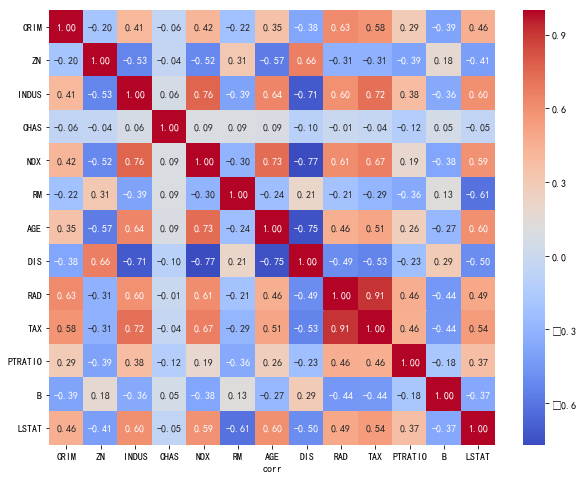 CRIM 1.00 −0.20 0.41 −0.06 0.42 −0.22 0.35 −0.38 0.63 0.58 0.29 −0.39 0.46
ZN −0.20 1.00 −0.53 −0.04 −0.52 0.31 −0.57 0.66 −0.31 −0.31 −0.39 0.18 −0.41
INDUS 0.41 −0.53 1.00 0.06 0.76 −0.39 0.64 −0.71 0.60 0.72 0.38 −0.36 0.60
CHAS −0.06 −0.04 0.06 1.00 0.09 0.09 0.09 −0.10 −0.01 −0.04 −0.12 0.05 −0.05
NOX 0.42 −0.52 0.76 0.09 1.00 −0.30 0.73 −0.77 0.61 0.67 0.19 −0.38 0.59
RM −0.22 0.31 −0.39 0.09 −0.30 1.00 −0.24 0.21 −0.21 −0.29 −0.36 0.13 −0.61
AGE 0.35 −0.57 0.64 0.09 0.73 −0.24 1.00 −0.75 0.46 0.51 0.26 −0.27 0.60
DIS −0.38 0.66 −0.71 −0.10 −0.77 0.21 −0.75 1.00 −0.49 −0.53 −0.23 0.29 −0.50
RAD 0.63 −0.31 0.60 −0.01 0.61 −0.21 0.46 −0.49 1.00 0.91 0.46 −0.44 0.49
TAX 0.58 −0.31 0.72 −0.04 0.67 −0.29 0.51 −0.53 0.91 1.00 0.46 −0.44 0.54
PTRATIO 0.29 −0.39 0.38 −0.12 0.19 −0.36 0.26 −0.23 0.46 0.46 1.00 −0.18 0.37
B −0.39 0.18 −0.36 0.05 −0.38 0.13 −0.27 0.29 −0.44 −0.44 −0.18 1.00 −0.37
LSTAT 0.46 −0.41 0.60 −0.05 0.59 −0.61 0.60 −0.50 0.49 0.54 0.37 −0.37 1.00
CRIM ZN INDUS CHAS NOX RM AGE DIS RAD TAX PTRATIO B LSTAT
corr
0.9
0.6
0.3
0.0
□0.3
□0.6